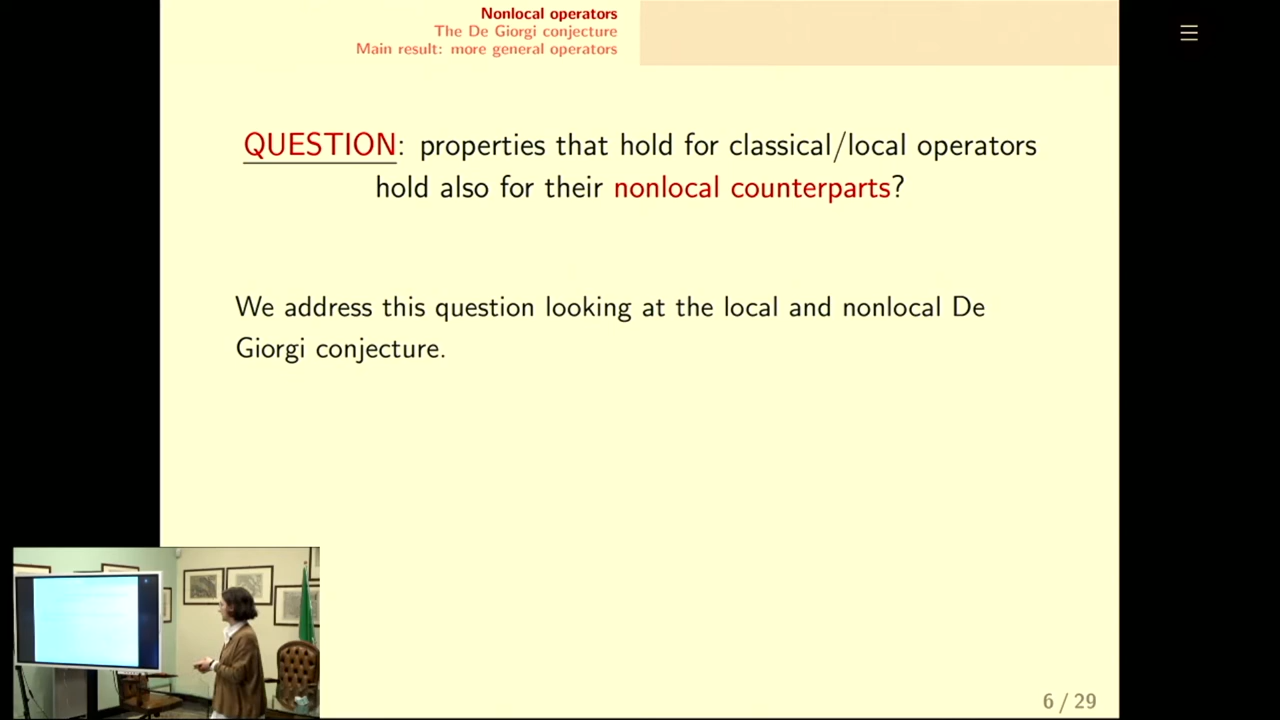 Nonlocal operators
The De Giorgi conjecture
Main result: more general operators
QUESTION: properties that hold for classical/local operators
hold also for their nonlocal counterparts?
We address this question looking at the local and nonlocal De
Giorgi conjecture.
6 / 29